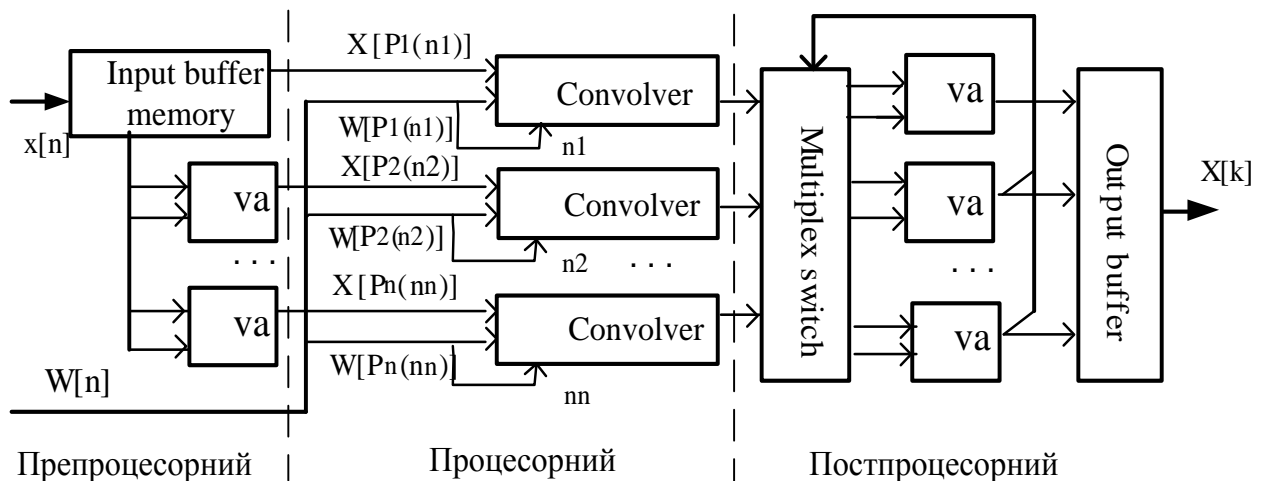 Input buffer
memory
x[n]
va
. . .
va
W[n]
Препроцесорний
X[P1(n1)]
Convolver
W[P1(n1)]
n1
X[P2(n2)]
Convolver
W[P2(n2)]
n2
. . .
X[Pn(nn)]
Convolver
W[Pn(nn)]
nn
Процесорний
Multiplex switch
va
va
. . .
va
Output buffer
X[k]
Постпроцесорний